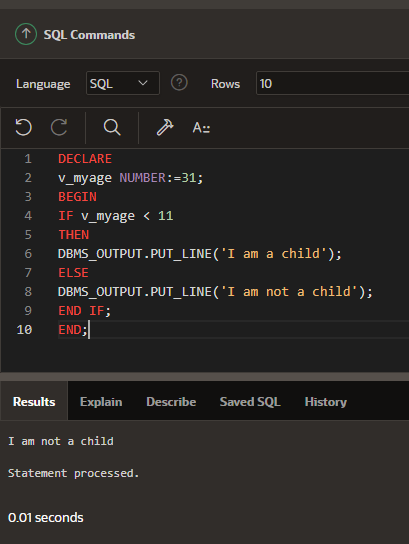 SQL Commands
Language SQL Rows 10
A::
1 DECLARE
2 v_myage NUMBER:=31;
3 BEGIN
4 IF v_myage < 11
5 THEN
6 DBMS_OUTPUT.PUT_LINE('I am a child');
7 ELSE
8 DBMS_OUTPUT.PUT_LINE('I am not a child');
9 END IF;
10 END;
Results Explain Describe Saved SQL History
I am not a child
Statement processed.
0.01 seconds